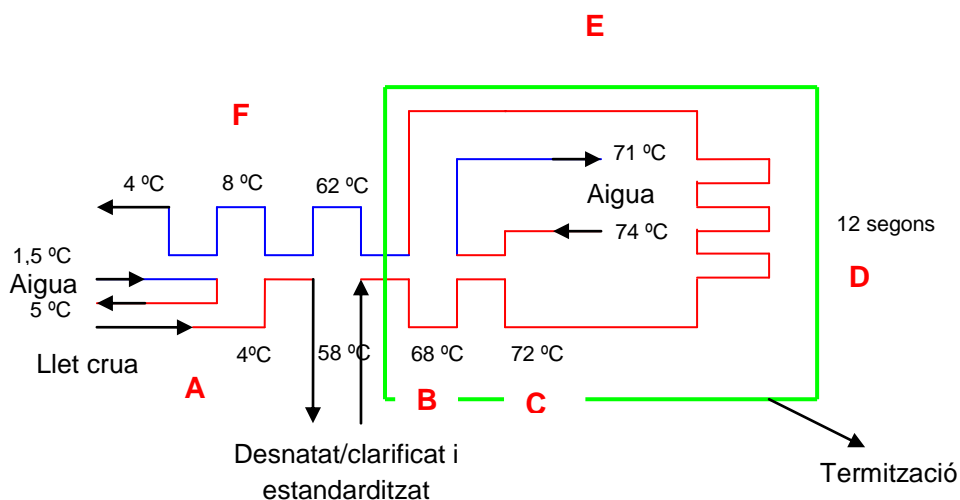 E
F
71 ºC
4 ºC
8 ºC
62 ºC
Aigua
74 ºC
12 segons
1,5 ºC
Aigua
5 ºC
D
Llet crua
4ºC
58 ºC
68 ºC
72 ºC
A
B
C
Desnatat/clarificat i
estandarditzat
Termització